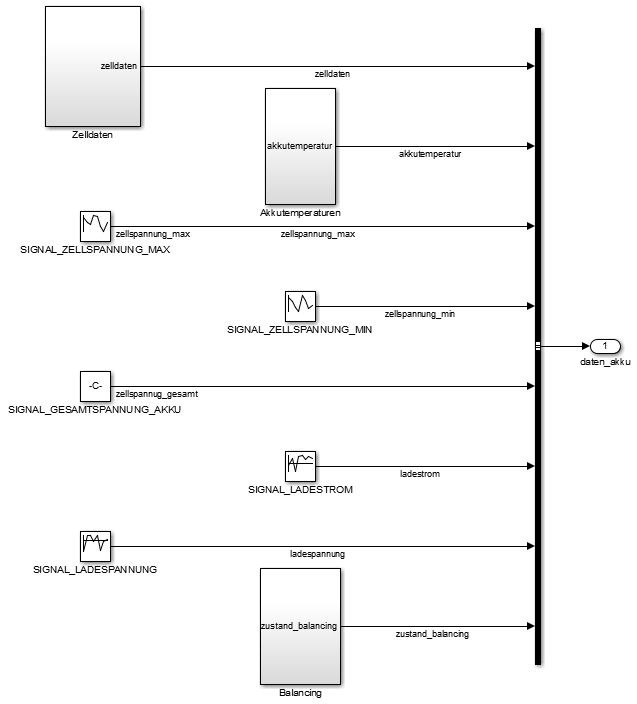 zelldaten
zelldaten
Zelldaten
akkutemperatur
akkutemperatur
Akkutemperaturen
zellspannung_max
zellspannung_max
SIGNAL_ZELLSPANNUNG_MAX
zellspannung_min
SIGNAL_ZELLSPANNUNG_MIN
1
daten_akku
-C-
zellspannug_gesamt
SIGNAL_GESAMTSPANNUNG_AKKU
ladestrom
SIGNAL_LADESTROM
ladespannung
SIGNAL_LADESPANNUNG
zustand_balancing
zustand_balancing
Balancing